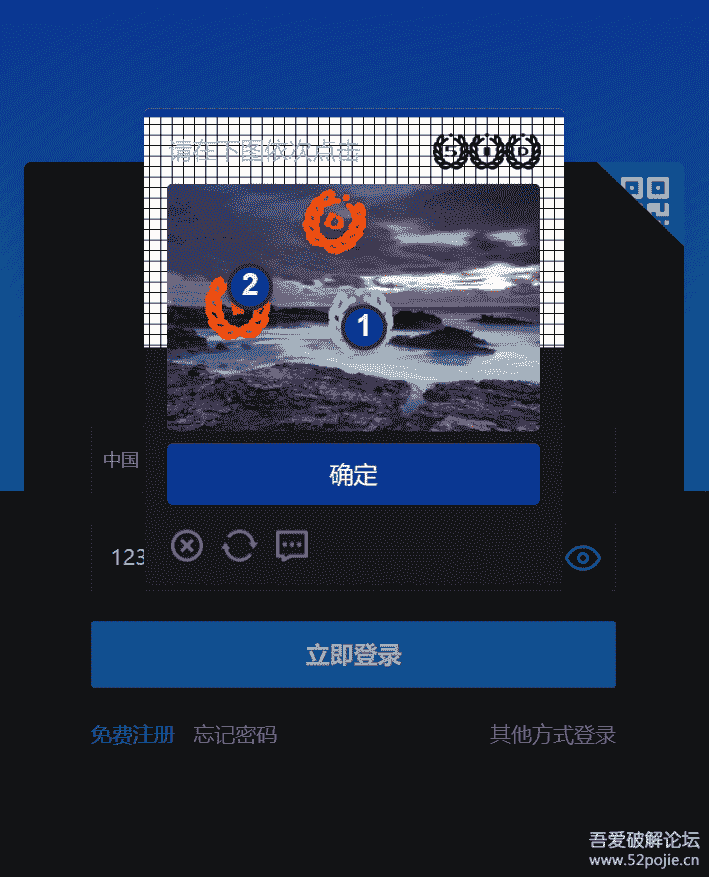 请在下图依次点击
2
1
确定
中国
123
立即登录
免费注册 忘记密码 其他方式登录
吾爱破解论坛
www.52pojie.cn